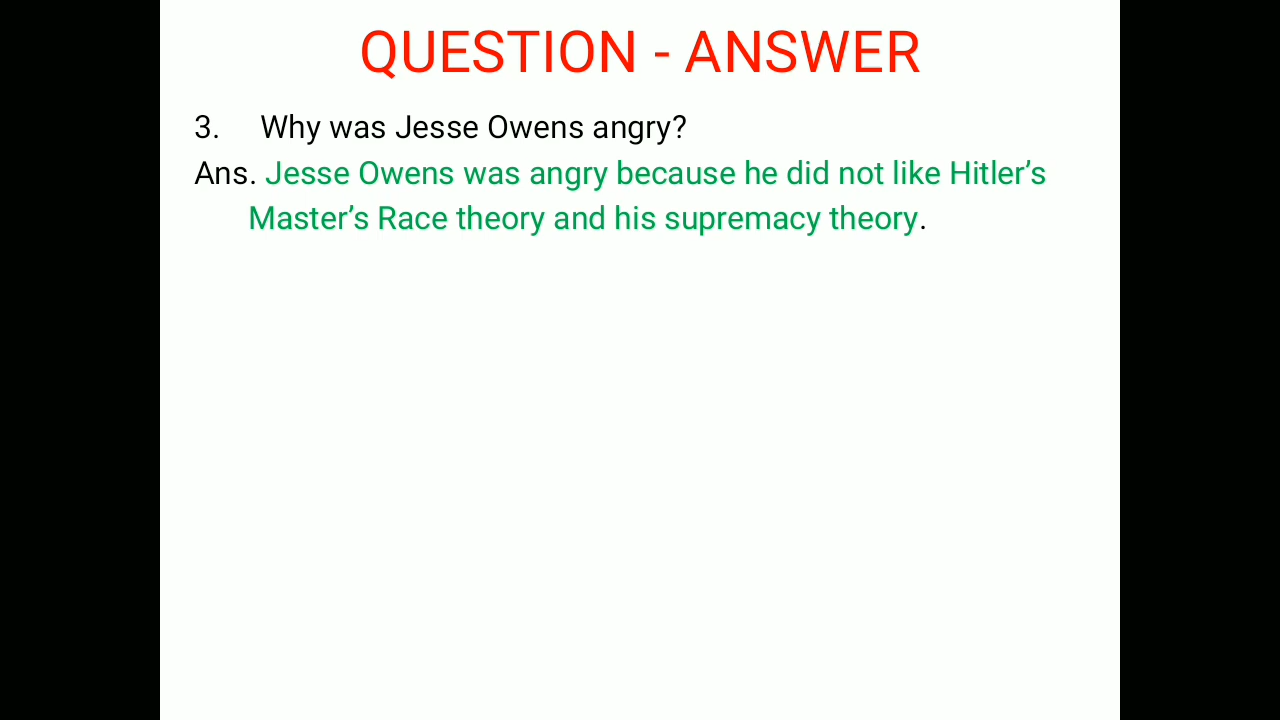 QUESTION - ANSWER
3. Why was Jesse Owens angry?
Ans. Jesse Owens was angry because he did not like Hitler’s
Master’s Race theory and his supremacy theory.